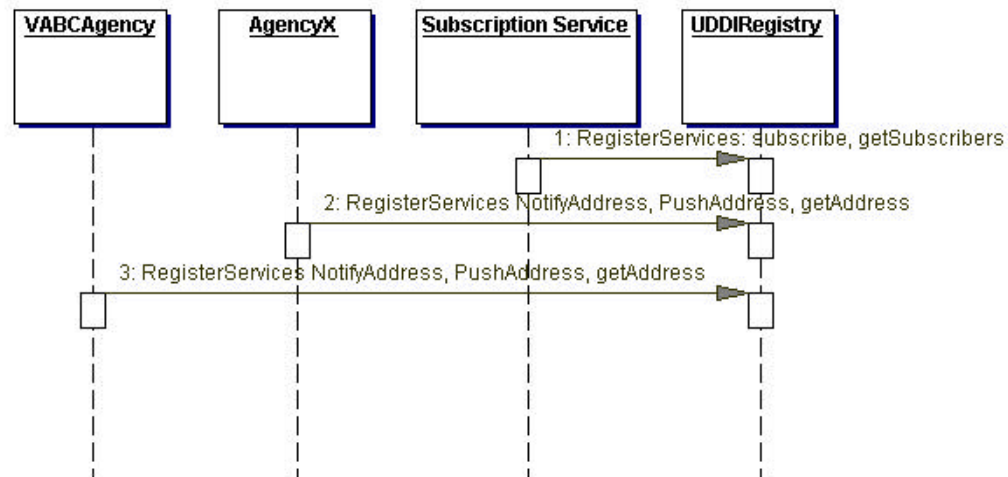 VABCAgency
AgencyX
Subscription Service
UDDIRegistry
1: RegisterServices: subscribe, getSubscribers
2: RegisterServices NotifyAddress, PushAddress, getAddress
3: RegisterServices NotifyAddress, PushAddress, getAddress